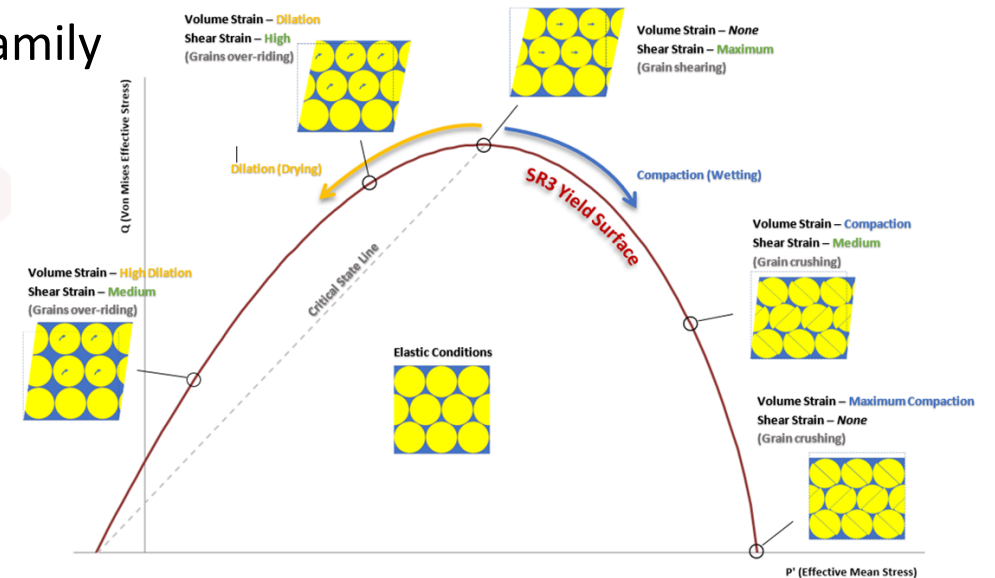 amily
Volume Strain – Dilation
Shear Strain – High
(Grains over-riding)
Volume Strain – None
Shear Strain – Maximum
(Grain shearing)
Q (Von Mises Effective Stress)
Dilation (Drying)
Compaction (Wetting)
SR3 Yield Surface
Volume Strain – Compaction
Shear Strain – Medium
(Grain crushing)
Critical State Line
Volume Strain – High Dilation
Shear Strain – Medium
(Grains over-riding)
Elastic Conditions
Volume Strain – Maximum Compaction
Shear Strain – None
(Grain crushing)
P' (Effective Mean Stress)